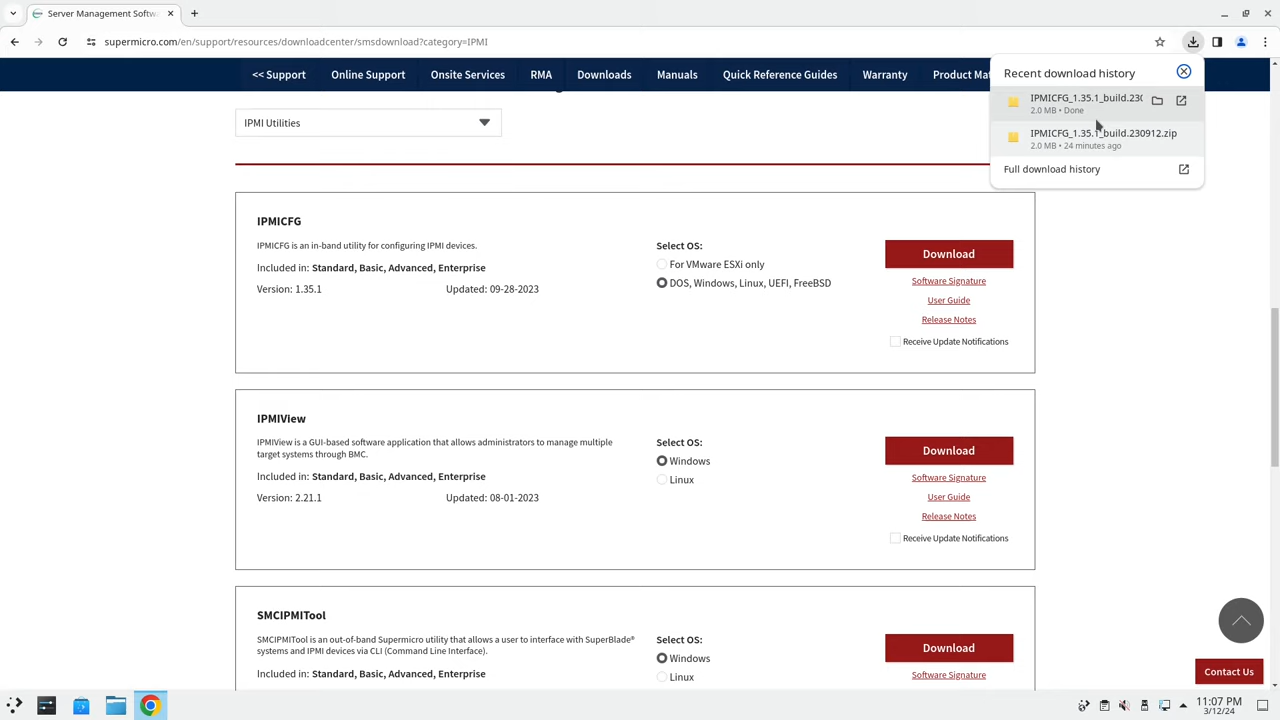 Server Management Softwa
supermicro.com/en/support/resources/downloadcenter/smsdownload?category=IPMI
<< Support Online Support Onsite Services RMA Downloads Manuals Quick Reference Guides Warranty Product Mat
Recent download history
IPMICFG_1.35.1_build.230
2.0 MB • Done
IPMICFG_1.35.1_build.230912.zip
2.0 MB • 24 minutes ago
Full download history
IPMI Utilities
IPMICFG
IPMICFG is an in-band utility for configuring IPMI devices.
Included in: Standard, Basic, Advanced, Enterprise
Version: 1.35.1 Updated: 09-28-2023
Select OS:
For VMware ESXi only
DOS, Windows, Linux, UEFI, FreeBSD
Download
Software Signature
User Guide
Release Notes
Receive Update Notifications
IPMIView
IPMIView is a GUI-based software application that allows administrators to manage multiple
target systems through BMC.
Included in: Standard, Basic, Advanced, Enterprise
Version: 2.21.1 Updated: 08-01-2023
Select OS:
Windows
Linux
Download
Software Signature
User Guide
Release Notes
Receive Update Notifications
SMCIPMITool
SMCIPMITool is an out-of-band Supermicro utility that allows a user to interface with SuperBlade®
systems and IPMI devices via CLI (Command Line Interface).
Included in: Standard, Basic, Advanced, Enterprise
Select OS:
Windows
Linux
Download
Software Signature
Contact Us
11:07 PM
3/12/24